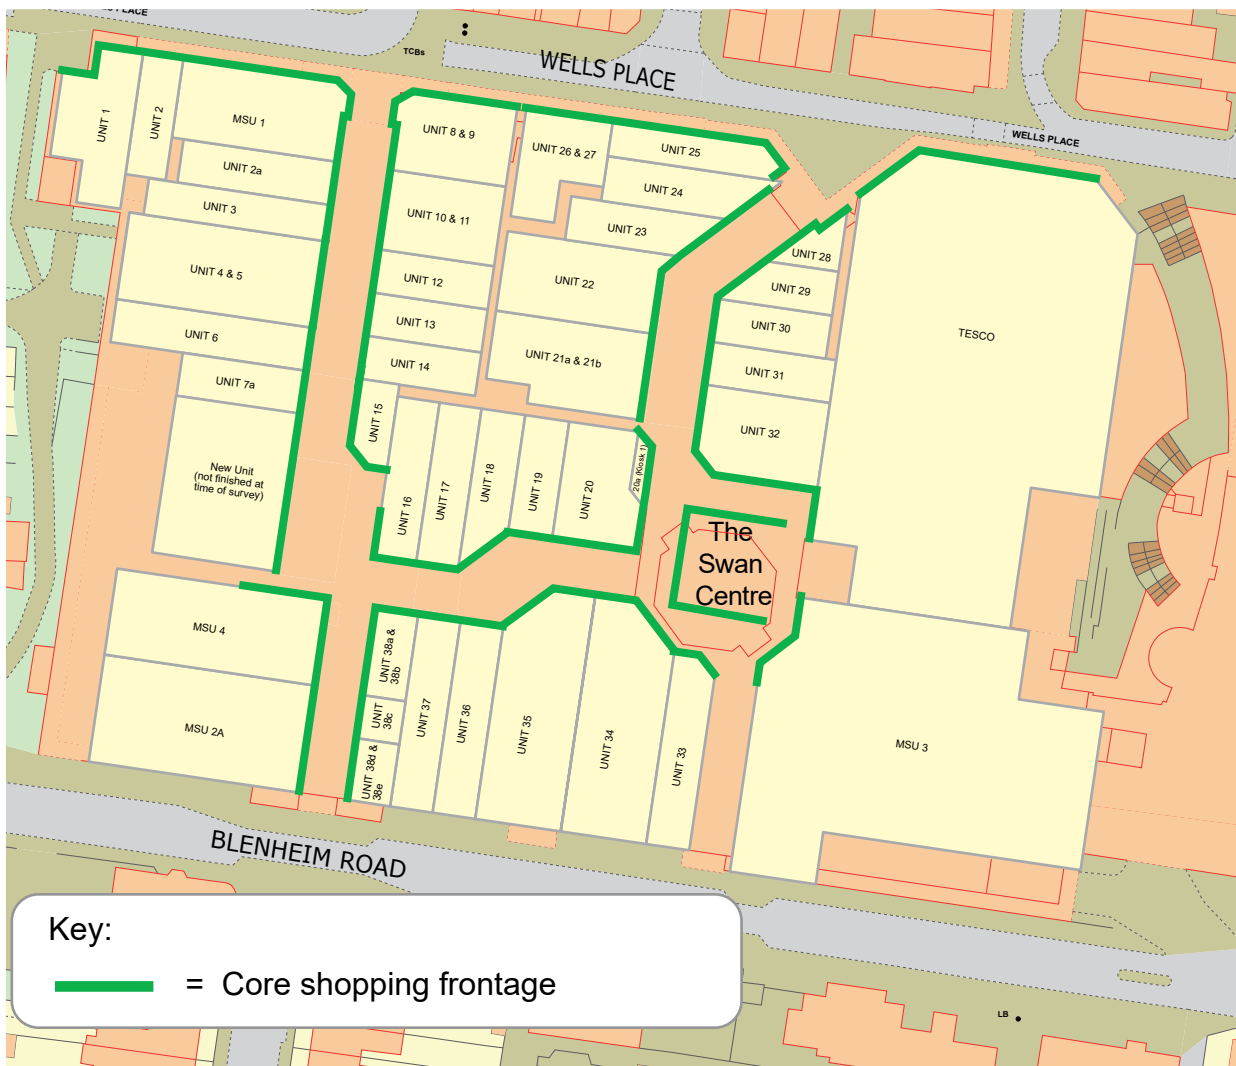 PLACE
TCBs
WELLS PLACE
WELLS PLACE
UNIT 1
UNIT 2
MSU 1
UNIT 2a
UNIT 3
UNIT 4 & 5
UNIT 6
UNIT 7a
New Unit
(not finished at
time of survey)
UNIT 8 & 9
UNIT 10 & 11
UNIT 12
UNIT 13
UNIT 14
UNIT 15
UNIT 16
UNIT 17
UNIT 18
UNIT 19
UNIT 20
20a (Kiosk 1)
UNIT 26 & 27
UNIT 25
UNIT 24
UNIT 23
UNIT 22
UNIT 21a & 21b
UNIT 28
UNIT 29
UNIT 30
UNIT 31
UNIT 32
TESCO
The
Swan
Centre
MSU 4
MSU 2A
UNIT 38a &
38b
UNIT
38c
UNIT 38d &
38e
UNIT 37
UNIT 36
UNIT 35
UNIT 34
UNIT 33
MSU 3
BLENHEIM ROAD
Key:
= Core shopping frontage
LB